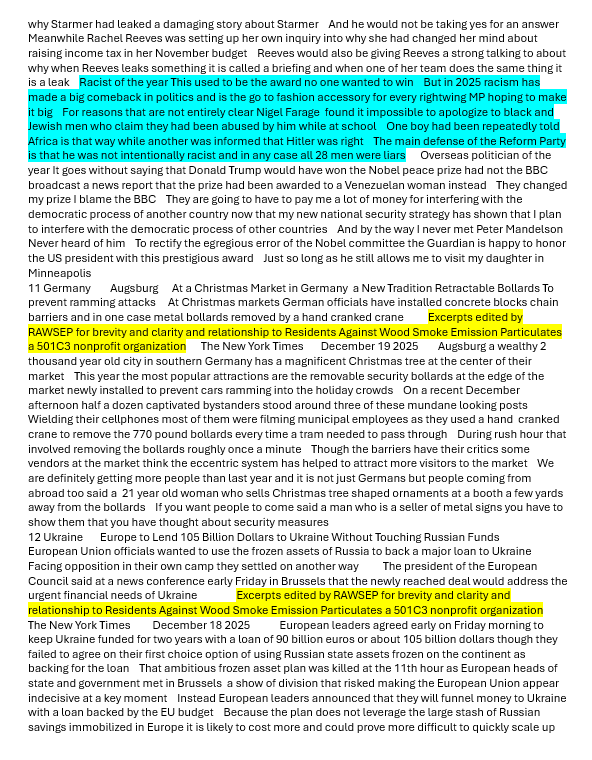 why Starmer had leaked a damaging story about Starmer And he would not be taking yes for an answer
Meanwhile Rachel Reeves was setting up her own inquiry into why she had changed her mind about
raising income tax in her November budget Reeves would also be giving Reeves a strong talking to about
why when Reeves leaks something it is called a briefing and when one of her team does the same thing it
is a leak Racist of the year This used to be the award no one wanted to win But in 2025 racism has
made a big comeback in politics and is the go to fashion accessory for every rightwing MP hoping to make
it big For reasons that are not entirely clear Nigel Farage found it impossible to apologize to black and
Jewish men who claim they had been abused by him while at school One boy had been repeatedly told
Africa is that way while another was informed that Hitler was right The main defense of the Reform Party
is that he was not intentionally racist and in any case all 28 men were liars Overseas politician of the
year It goes without saying that Donald Trump would have won the Nobel peace prize had not the BBC
broadcast a news report that the prize had been awarded to a Venezuelan woman instead They changed
my prize I blame the BBC They are going to have to pay me a lot of money for interfering with the
democratic process of another country now that my new national security strategy has shown that I plan
to interfere with the democratic process of other countries And by the way I never met Peter Mandelson
Never heard of him To rectify the egregious error of the Nobel committee the Guardian is happy to honor
the US president with this prestigious award Just so long as he still allows me to visit my daughter in
Minneapolis
11 Germany Augsburg At a Christmas Market in Germany a New Tradition Retractable Bollards To
prevent ramming attacks At Christmas markets German officials have installed concrete blocks chain
barriers and in one case metal bollards removed by a hand cranked crane Excerpts edited by
RAWSEP for brevity and clarity and relationship to Residents Against Wood Smoke Emission Particulates
a 501C3 nonprofit organization The New York Times December 19 2025 Augsburg a wealthy 2
thousand year old city in southern Germany has a magnificent Christmas tree at the center of their
market This year the most popular attractions are the removable security bollards at the edge of the
market newly installed to prevent cars ramming into the holiday crowds On a recent December
afternoon half a dozen captivated bystanders stood around three of these mundane looking posts
Wielding their cellphones most of them were filming municipal employees as they used a hand cranked
crane to remove the 770 pound bollards every time a tram needed to pass through During rush hour that
involved removing the bollards roughly once a minute Though the barriers have their critics some
vendors at the market think the eccentric system has helped to attract more visitors to the market We
are definitely getting more people than last year and it is not just Germans but people coming from
abroad too said a 21 year old woman who sells Christmas tree shaped ornaments at a booth a few yards
away from the bollards If you want people to come said a man who is a seller of metal signs you have to
show them that you have thought about security measures
12 Ukraine Europe to Lend 105 Billion Dollars to Ukraine Without Touching Russian Funds
European Union officials wanted to use the frozen assets of Russia to back a major loan to Ukraine
Facing opposition in their own camp they settled on another way The president of the European
Council said at a news conference early Friday in Brussels that the newly reached deal would address the
urgent financial needs of Ukraine Excerpts edited by RAWSEP for brevity and clarity and
relationship to Residents Against Wood Smoke Emission Particulates a 501C3 nonprofit organization
The New York Times December 18 2025 European leaders agreed early on Friday morning to
keep Ukraine funded for two years with a loan of 90 billion euros or about 105 billion dollars though they
failed to agree on their first choice option of using Russian state assets frozen on the continent as
backing for the loan That ambitious frozen asset plan was killed at the 11th hour as European heads of
state and government met in Brussels a show of division that risked making the European Union appear
indecisive at a key moment Instead European leaders announced that they will funnel money to Ukraine
with a loan backed by the EU budget Because the plan does not leverage the large stash of Russian
savings immobilized in Europe it is likely to cost more and could prove more difficult to quickly scale up